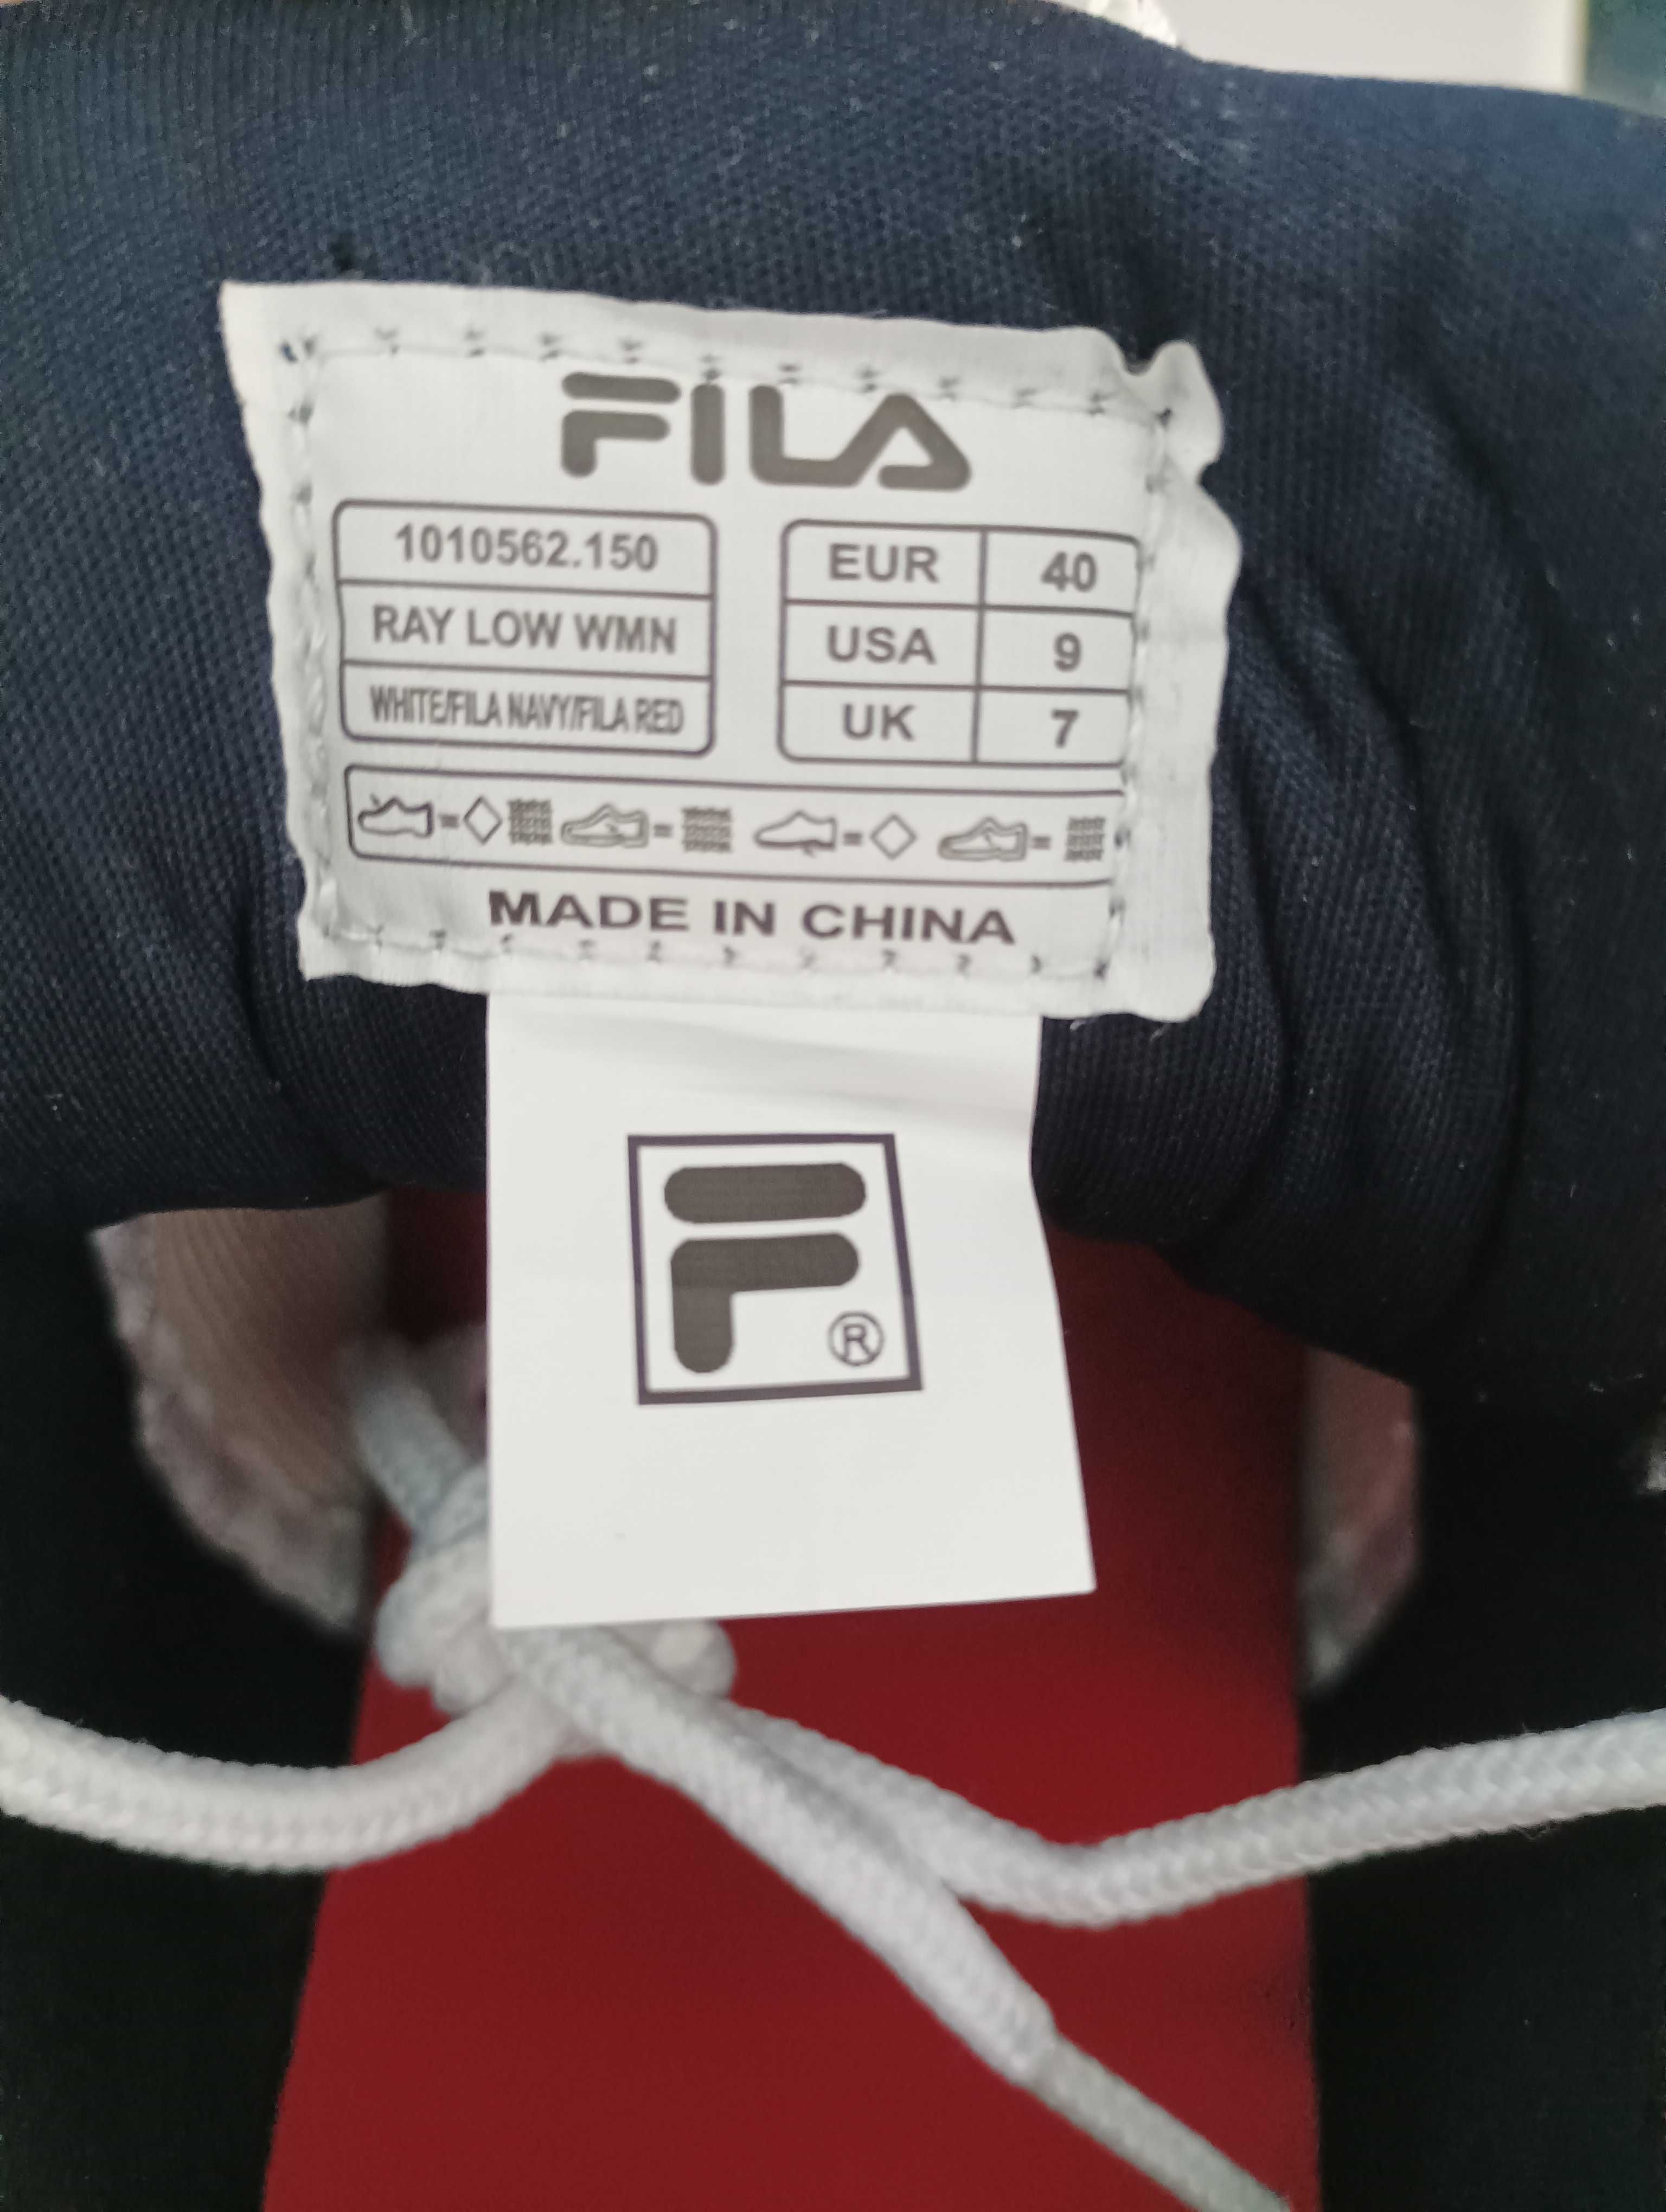 FILA
1010562.150
RAY LOW WMN
WHITE/FILA NAVY/FILA RED
EUR 40
USA 9
UK 7
MADE IN CHINA
F
®